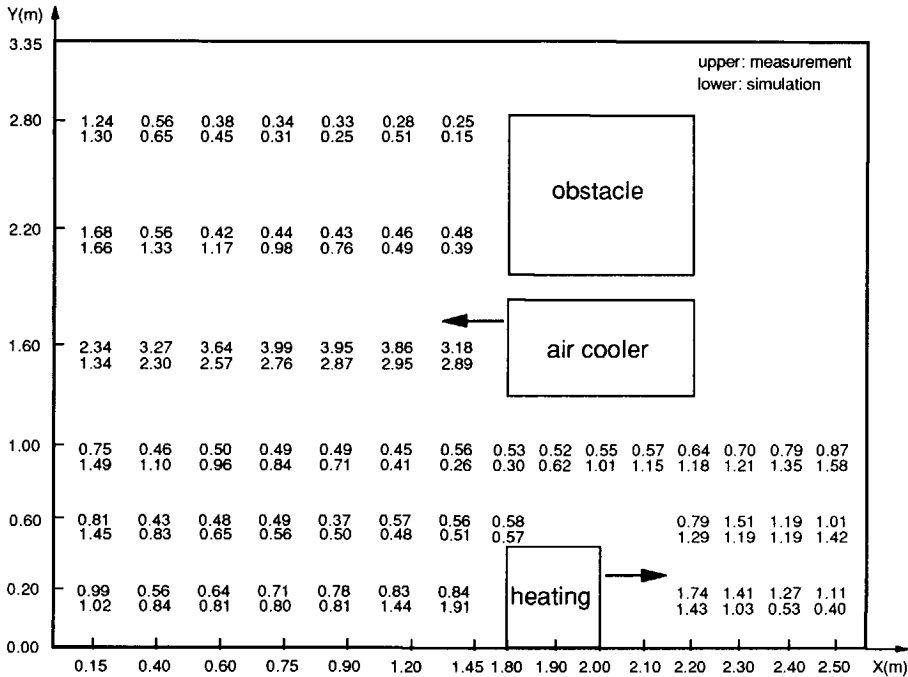 Y(m)
3.35
upper: measurement
lower: simulation
2.80 1.24 0.56 0.38 0.34 0.33 0.28 0.25
1.30 0.65 0.45 0.31 0.25 0.51 0.15
obstacle
2.20 1.68 0.56 0.42 0.44 0.43 0.46 0.48
1.66 1.33 1.17 0.98 0.76 0.49 0.39
1.60 2.34 3.27 3.64 3.99 3.95 3.86 3.18
1.34 2.30 2.57 2.76 2.87 2.95 2.89
air cooler
1.00 0.75 0.46 0.50 0.49 0.49 0.45 0.56 0.53 0.52 0.55 0.57 0.64 0.70 0.79 0.87
1.49 1.10 0.96 0.84 0.71 0.41 0.26 0.30 0.62 1.01 1.15 1.18 1.21 1.35 1.58
0.60 0.81 0.43 0.48 0.49 0.37 0.57 0.56 0.58 0.79 1.51 1.19 1.01
1.45 0.83 0.65 0.56 0.50 0.48 0.51 0.57 1.29 1.19 1.19 1.42
0.20 0.99 0.56 0.64 0.71 0.78 0.83 0.84 1.74 1.41 1.27 1.11
1.02 0.84 0.81 0.80 0.81 1.44 1.91 1.43 1.03 0.53 0.40
heating
0.00
0.15 0.40 0.60 0.75 0.90 1.20 1.45 1.80 1.90 2.00 2.10 2.20 2.30 2.40 2.50 X(m)